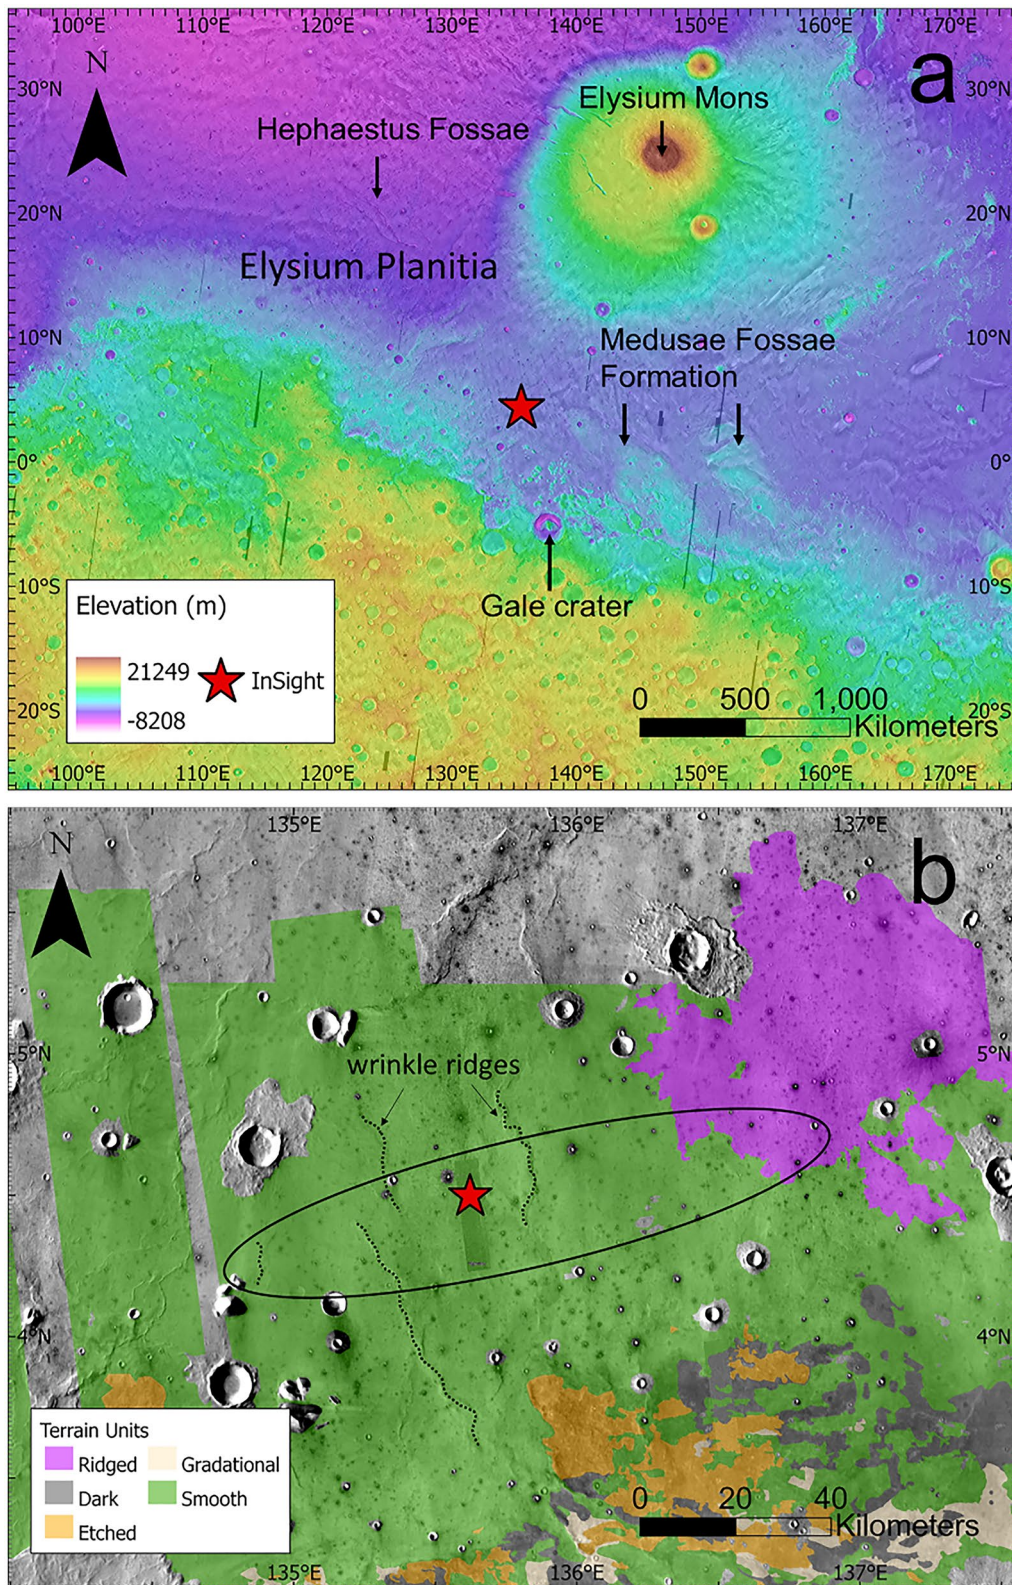 100°E 110°E 120°E 130°E 140°E 150°E 160°E 170°E
N
a
30°N 30°N
Elysium Mons
Hephaestus Fossae
20°N 20°N
Elysium Planitia
10°N 10°N
Medusae Fossae
Formation
0° 0°
10°S 10°S
Gale crater
Elevation (m)
21249
InSight
-8208
0 500 1,000
Kilometers
20°S 20°S
100°E 110°E 120°E 130°E 140°E 150°E 160°E 170°E
135°E 136°E 137°E
N
b
5°N 5°N
wrinkle ridges
4°N 4°N
Terrain Units
Ridged Gradational
Dark Smooth
Etched
0 20 40
Kilometers
135°E 136°E 137°E